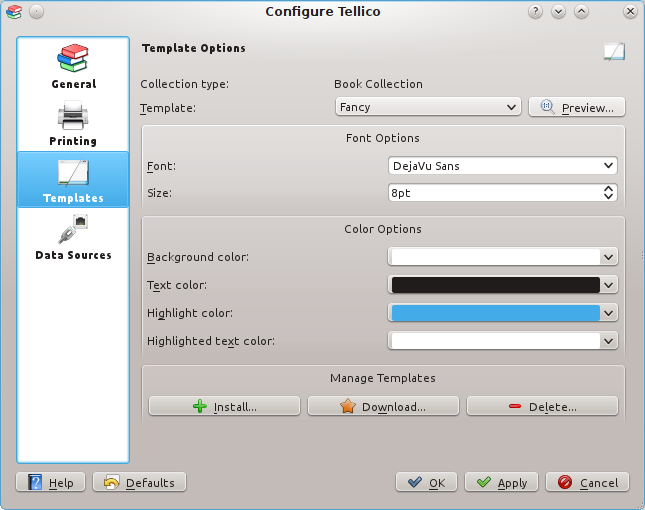 Configure Tellico
General
Printing
Templates
Data Sources
Template Options
Collection type: Book Collection
Template: Fancy Preview...
Font Options
Font: DejaVu Sans
Size: 8pt
Color Options
Background color:
Text color:
Highlight color:
Highlighted text color:
Manage Templates
Install... Download... Delete...
Help Defaults OK Apply Cancel